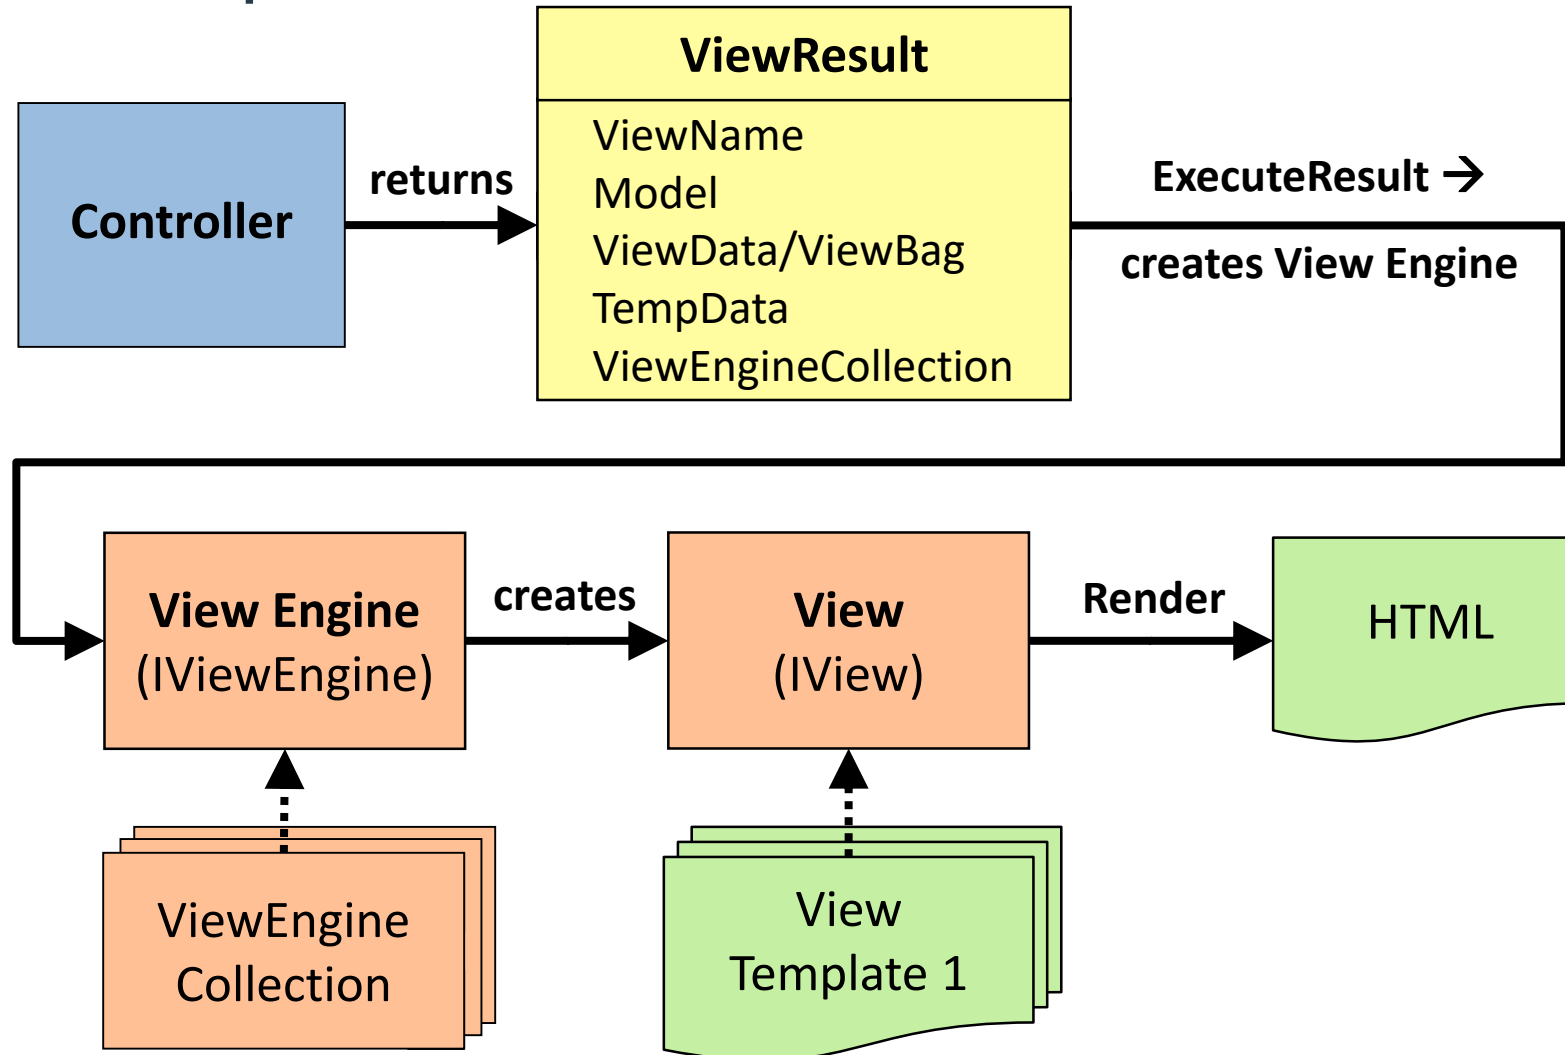 ViewResult
Controller
returns
ViewName
Model
ViewData/ViewBag
TempData
ViewEngineCollection
ExecuteResult →
creates View Engine
View Engine
(IViewEngine)
creates
View
(IView)
Render
HTML
ViewEngine
Collection
View
Template 1